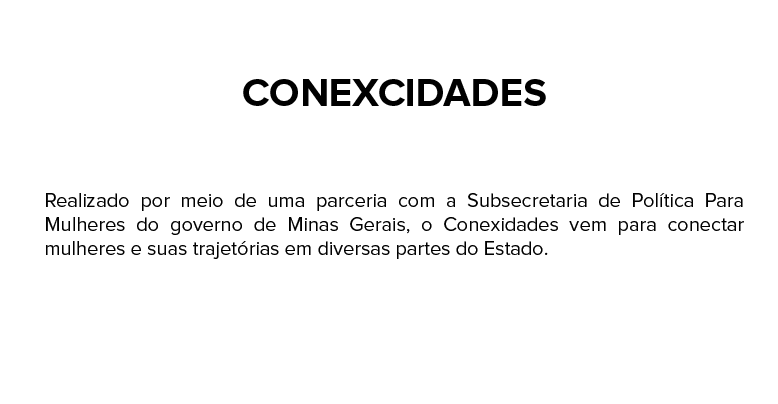 CONEXCIDADES
Realizado por meio de uma parceria com a Subsecretaria de Política Para
Mulheres do governo de Minas Gerais, o Conexidades vem para conectar
mulheres e suas trajetórias em diversas partes do Estado.